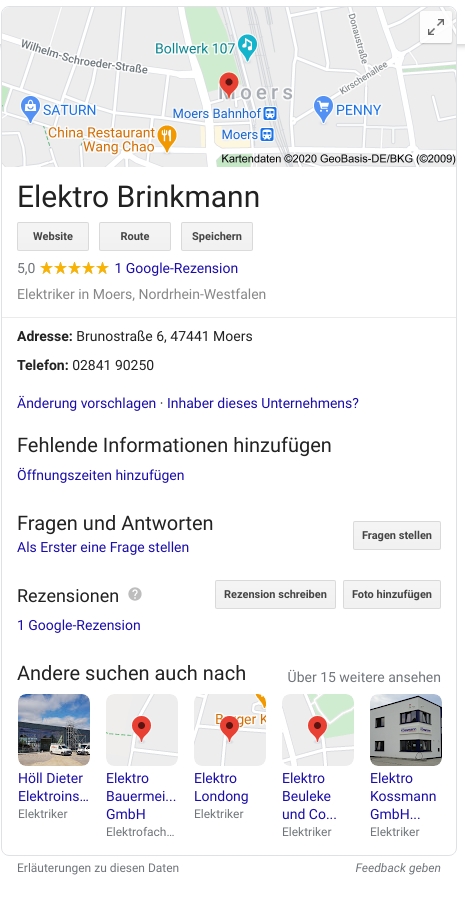 Donaustraße
Bollwerk 107
Wilhelm-Schroeder-Straße
Kirschenallee
Moers
SATURN
Moers Bahnhof
PENNY
China Restaurant
Wang Chao
Moers
Kartendaten ©2020 GeoBasis-DE/BKG (©2009)
Elektro Brinkmann
Website Route Speichern
5,0 1 Google-Rezension
Elektriker in Moers, Nordrhein-Westfalen
Adresse: Brunostraße 6, 47441 Moers
Telefon: 02841 90250
Änderung vorschlagen · Inhaber dieses Unternehmens?
Fehlende Informationen hinzufügen
Öffnungszeiten hinzufügen
Fragen und Antworten
Fragen stellen
Als Erster eine Frage stellen
Rezensionen ? Rezension schreiben Foto hinzufügen
1 Google-Rezension
Andere suchen auch nach Über 15 weitere ansehen
Höll Dieter
Elektroins...
Elektriker
Elektro
Bauermei...
GmbH
Elektrofach...
Elektro
Londong
Elektriker
Elektro
Beuleke
und Co...
Elektriker
Elektro
Kossmann
GmbH...
Elektriker
Erläuterungen zu diesen Daten Feedback geben